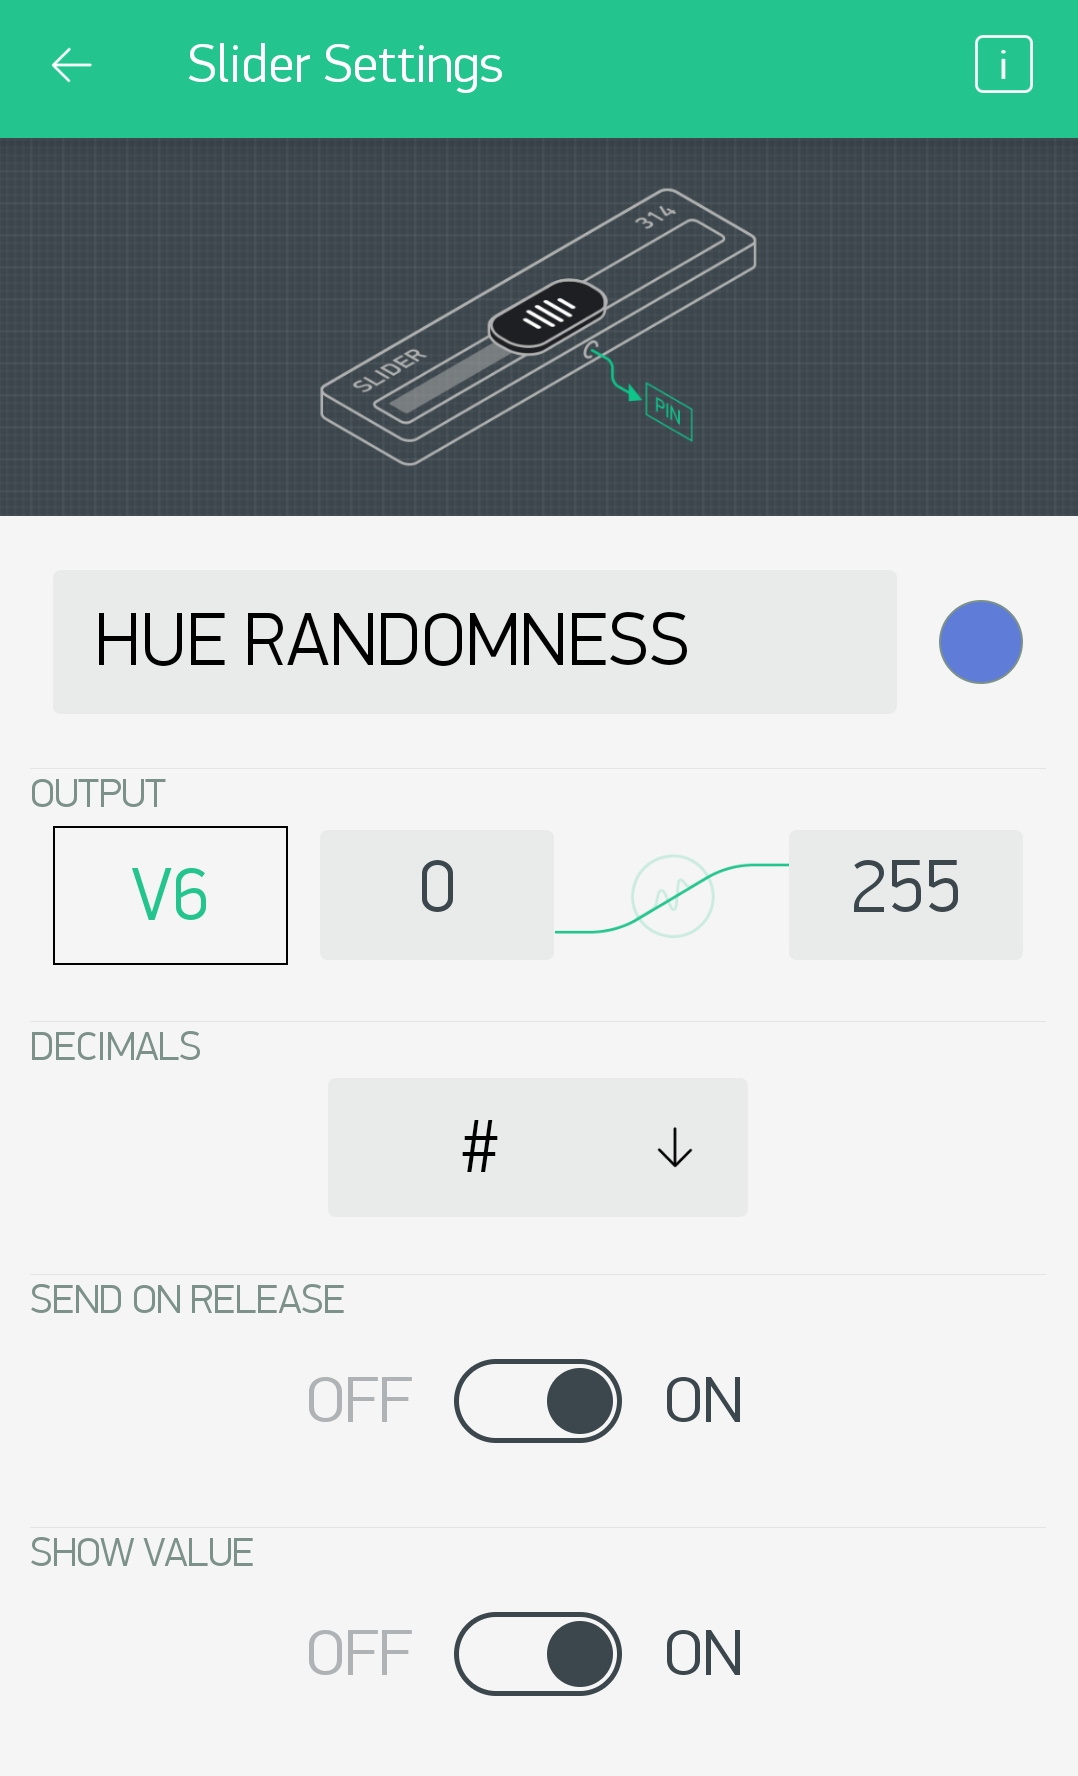 Slider Settings
i
314
SLIDER
PIN
HUE RANDOMNESS
OUTPUT
V6 0 255
DECIMALS
#
SEND ON RELEASE
OFF ON
SHOW VALUE
OFF ON